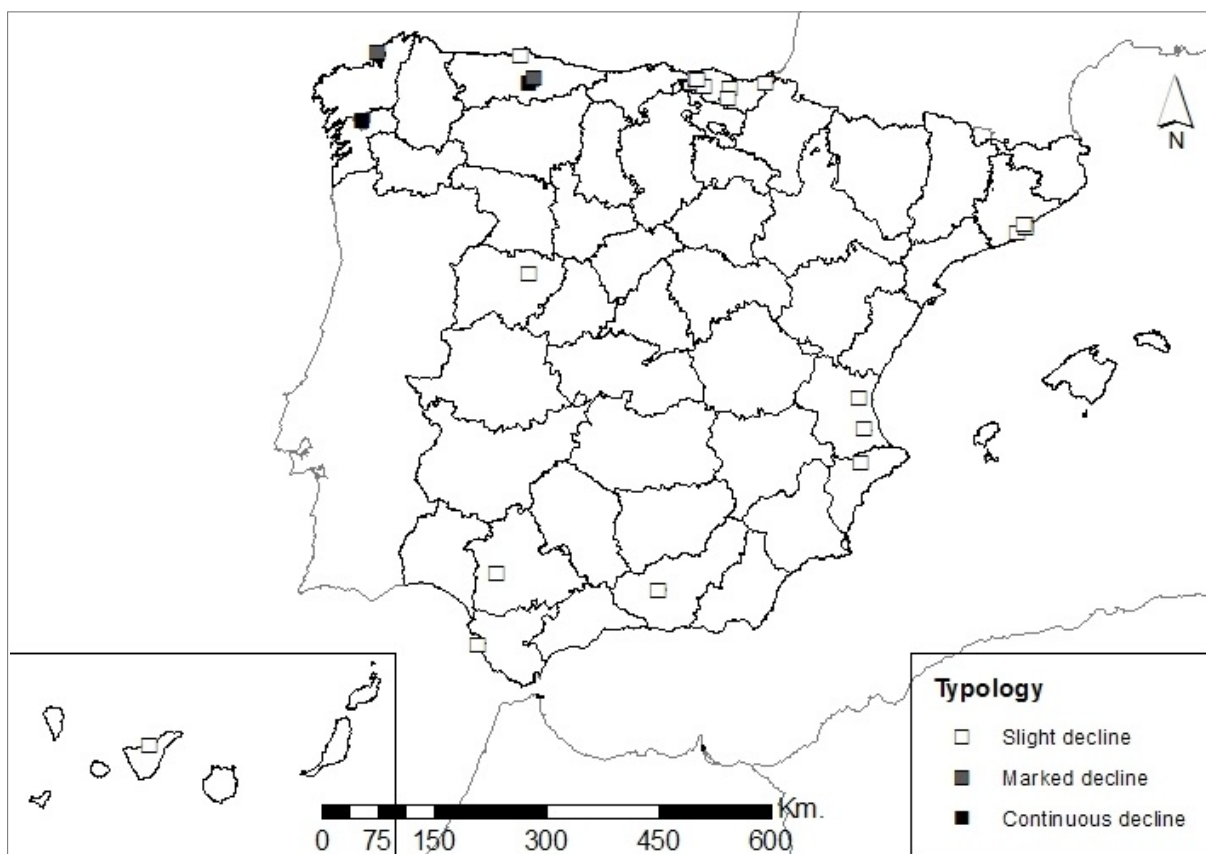 N
Typology
Slight decline
Marked decline
Continuous decline
Km.
0 75 150 300 450 600